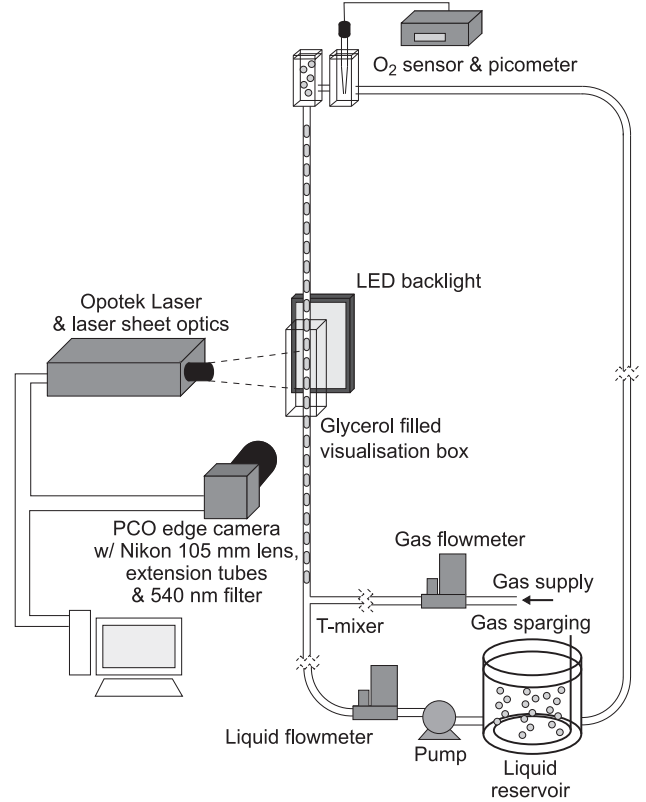 O₂ sensor & picometer
LED backlight
Opotek Laser
& laser sheet optics
Glycerol filled
visualisation box
PCO edge camera
w/ Nikon 105 mm lens,
extension tubes
& 540 nm filter
Gas flowmeter
Gas supply
Gas sparging
T-mixer
Liquid flowmeter
Pump
Liquid
reservoir